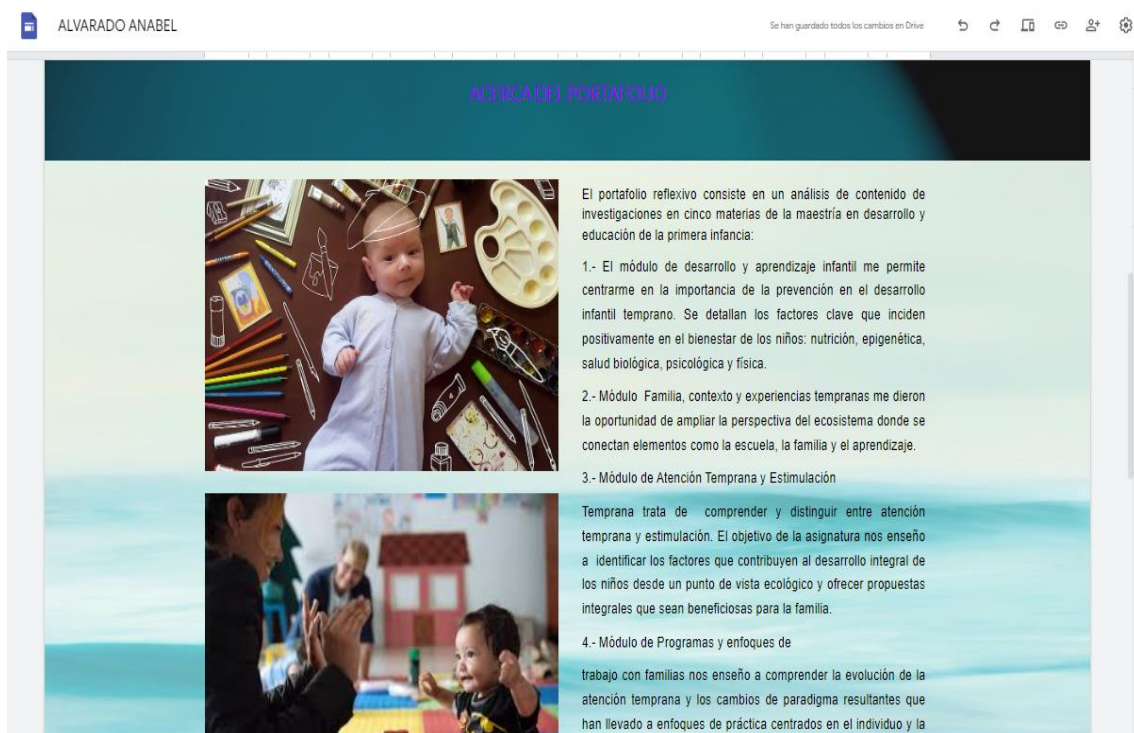 ALVARADO ANABEL
Se han guardado todos los cambios en Drive
ACERCA DEL PORTAFOLIO
El portafolio reflexivo consiste en un análisis de contenido de
investigaciones en cinco materias de la maestría en desarrollo y
educación de la primera infancia:
1.- El módulo de desarrollo y aprendizaje infantil me permite
centrarme en la importancia de la prevención en el desarrollo
infantil temprano. Se detallan los factores clave que inciden
positivamente en el bienestar de los niños: nutrición, epigenética,
salud biológica, psicológica y física.
2.- Módulo Familia, contexto y experiencias tempranas me dieron
la oportunidad de ampliar la perspectiva del ecosistema donde se
conectan elementos como la escuela, la familia y el aprendizaje.
3.- Módulo de Atención Temprana y Estimulación
Temprana trata de comprender y distinguir entre atención
temprana y estimulación. El objetivo de la asignatura nos enseño
a identificar los factores que contribuyen al desarrollo integral de
los niños desde un punto de vista ecológico y ofrecer propuestas
integrales que sean beneficiosas para la familia.
4.- Módulo de Programas y enfoques de
trabajo con familias nos enseño a comprender la evolución de la
atención temprana y los cambios de paradigma resultantes que
han llevado a enfoques de práctica centrados en el individuo y la